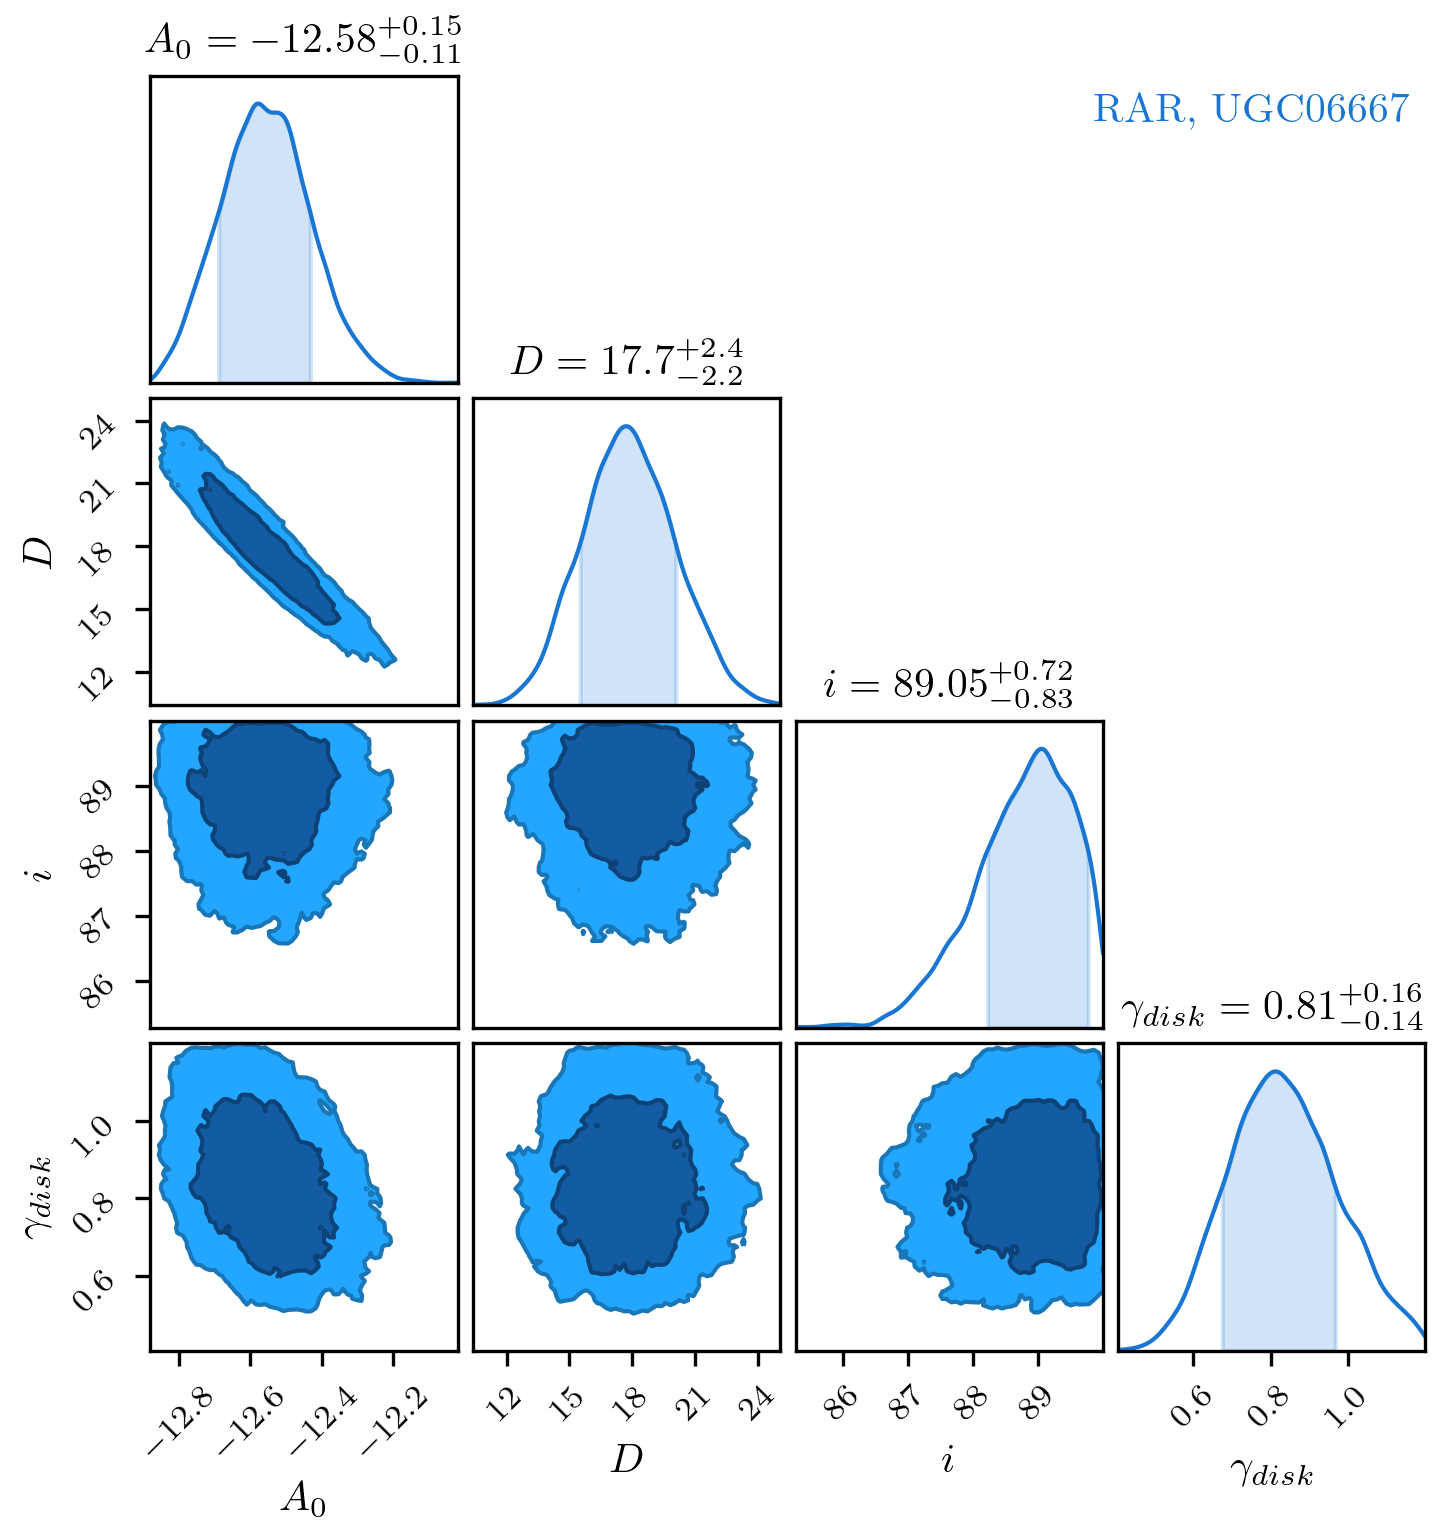 A_0 = −12.58^{+0.15}_{−0.11}
RAR, UGC06667
D = 17.7^{+2.4}_{−2.2}
24
21
18
15
12
D
i = 89.05^{+0.72}_{−0.83}
89
88
87
86
i
γ_{disk} = 0.81^{+0.16}_{−0.14}
1.0
0.8
0.6
γ_{disk}
−12.8 −12.6 −12.4 −12.2
12 15 18 21 24
86 87 88 89
0.6 0.8 1.0
A_0
D
i
γ_{disk}